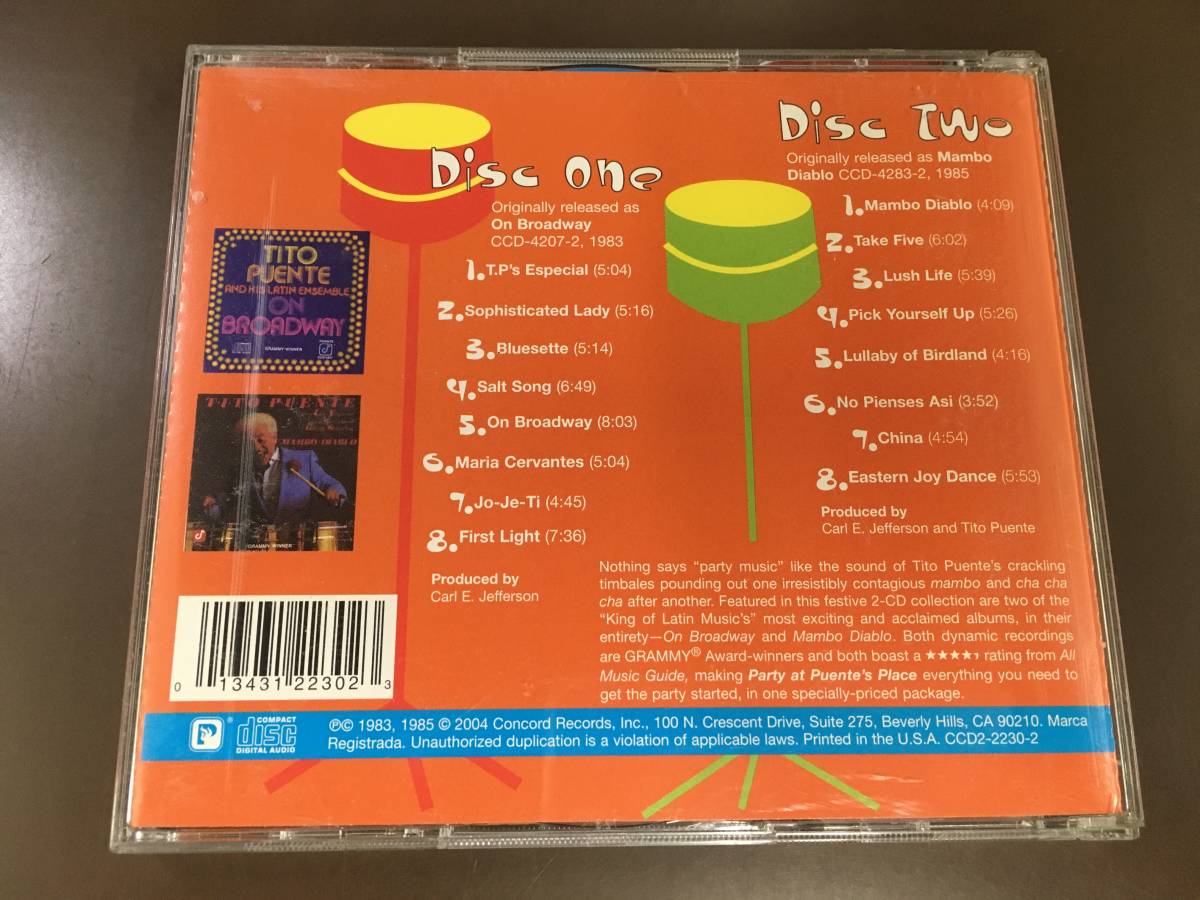 Disc One
Originally released as
On Broadway
CCD-4207-2, 1983
1. T.P's Especial (5:04)
2. Sophisticated Lady (5:16)
3. Bluesette (5:14)
4. Salt Song (6:49)
5. On Broadway (8:03)
6. Maria Cervantes (5:04)
7. Jo-Je-Ti (4:45)
8. First Light (7:36)
Produced by
Carl E. Jefferson
Disc Two
Originally released as Mambo
Diablo CCD-4283-2, 1985
1. Mambo Diablo (4:09)
2. Take Five (6:02)
3. Lush Life (5:39)
4. Pick Yourself Up (5:26)
5. Lullaby of Birdland (4:16)
6. No Pienses Asi (3:52)
7. China (4:54)
8. Eastern Joy Dance (5:53)
Produced by
Carl E. Jefferson and Tito Puente
TITO
PUENTE
AND HIS LATIN ENSEMBLE
ON
BROADWAY
GRAMMY WINNER
TITO PUENTE
MAMBO DIABLO
GRAMMY WINNER
Nothing says “party music” like the sound of Tito Puente's crackling
timbales pounding out one irresistibly contagious mambo and cha cha
cha after another. Featured in this festive 2-CD collection are two of the
“King of Latin Music's” most exciting and acclaimed albums, in their
entirety—On Broadway and Mambo Diablo. Both dynamic recordings
are GRAMMY® Award-winners and both boast a ★★★★ rating from All
Music Guide, making Party at Puente's Place everything you need to
get the party started, in one specially-priced package.
0 13431 22302 3
COMPACT
disc
DIGITAL AUDIO
℗© 1983, 1985 © 2004 Concord Records, Inc., 100 N. Crescent Drive, Suite 275, Beverly Hills, CA 90210. Marca
Registrada. Unauthorized duplication is a violation of applicable laws. Printed in the U.S.A. CCD2-2230-2